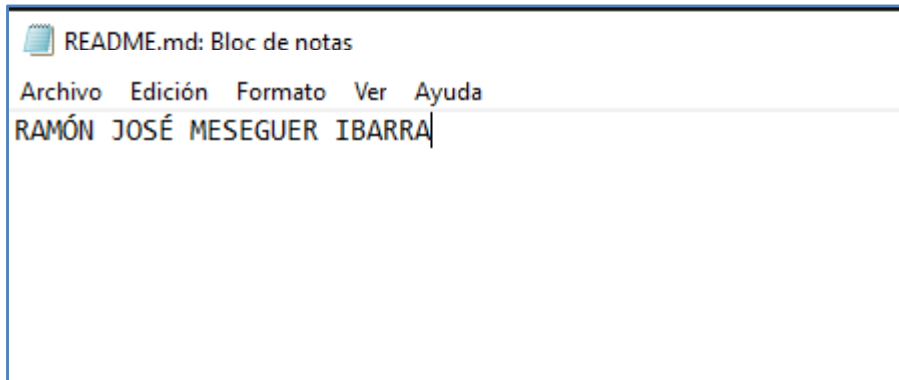 README.md: Bloc de notas
Archivo Edición Formato Ver Ayuda
RAMÓN JOSÉ MESEGUER IBARRA